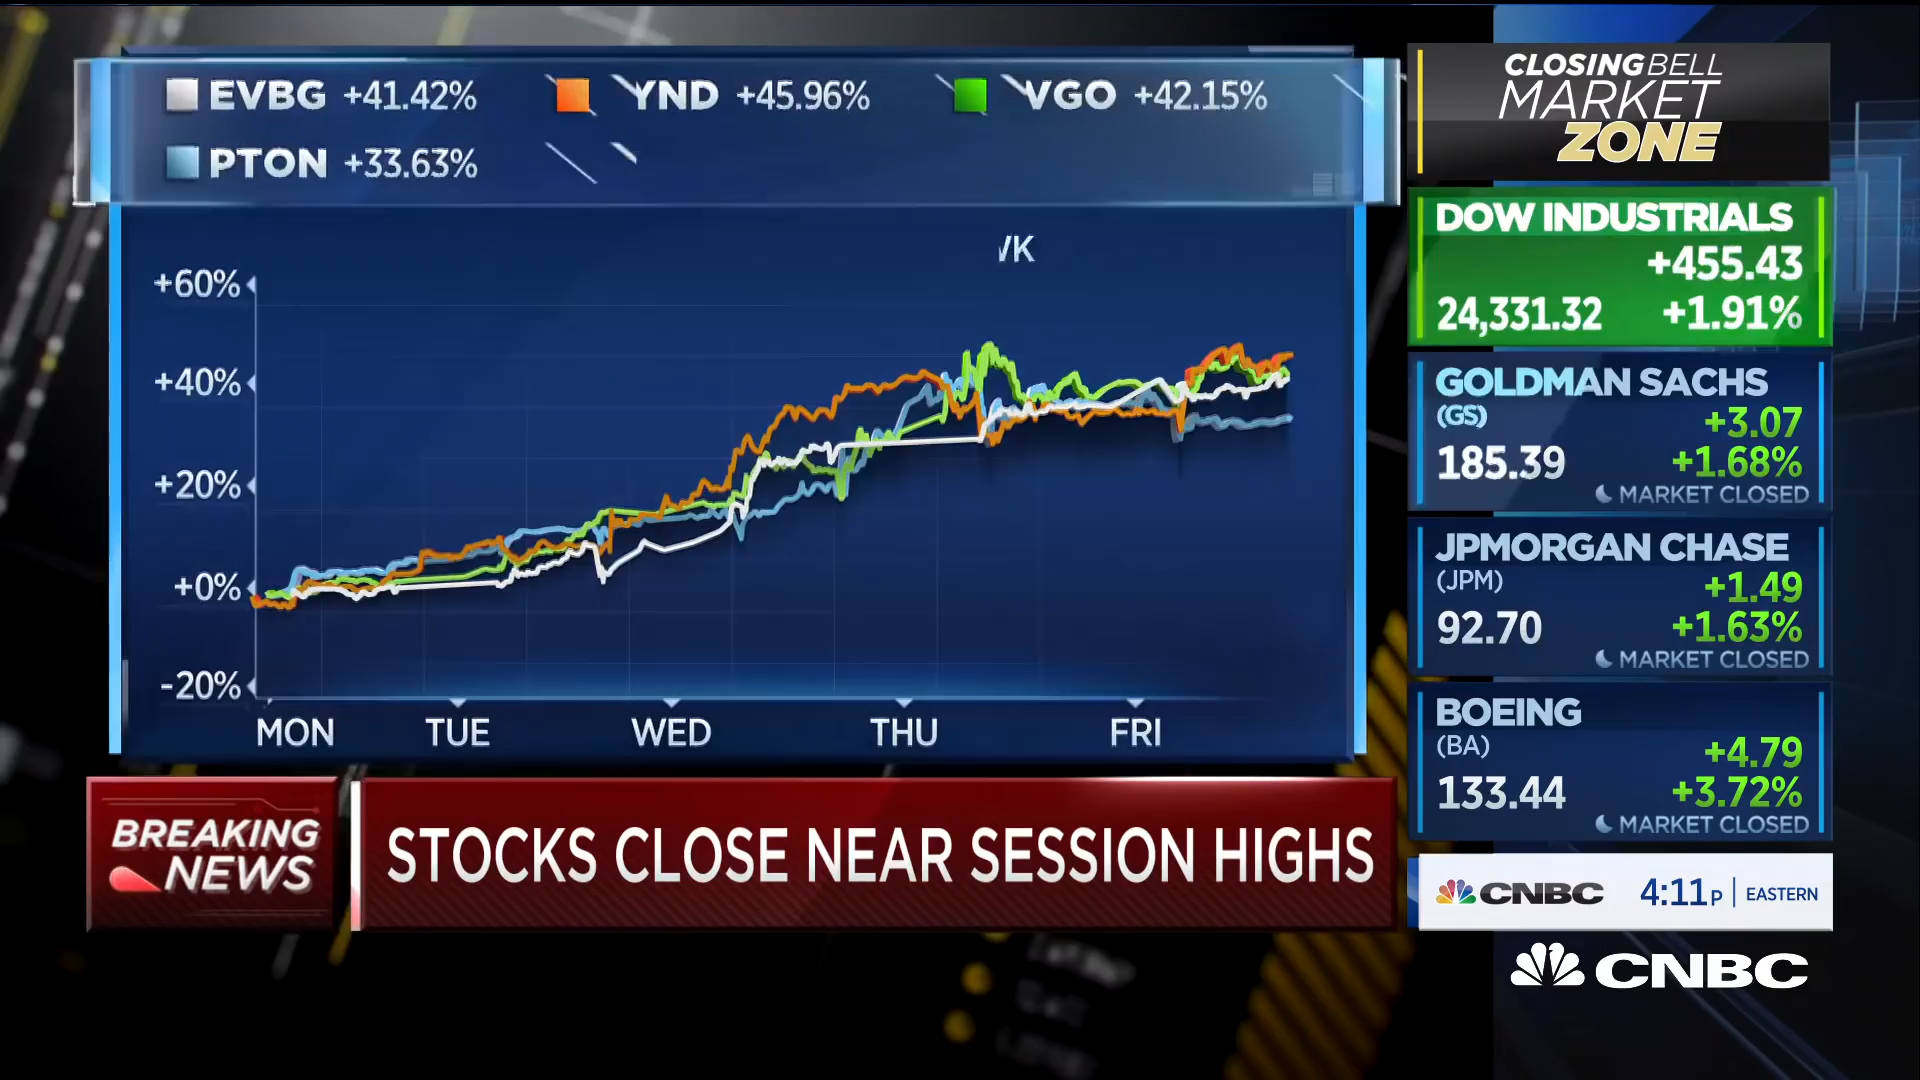 EVBG +41.42% YND +45.96% VGO +42.15%
PTON +33.63%
VK
+60%
+40%
+20%
+0%
-20%
MON TUE WED THU FRI
BREAKING
NEWS
STOCKS CLOSE NEAR SESSION HIGHS
CLOSING BELL
MARKET
ZONE
DOW INDUSTRIALS
+455.43
24,331.32 +1.91%
GOLDMAN SACHS
(GS) +3.07
185.39 +1.68%
MARKET CLOSED
JPMORGAN CHASE
(JPM) +1.49
92.70 +1.63%
MARKET CLOSED
BOEING
(BA) +4.79
133.44 +3.72%
MARKET CLOSED
CNBC 4:11P EASTERN
CNBC